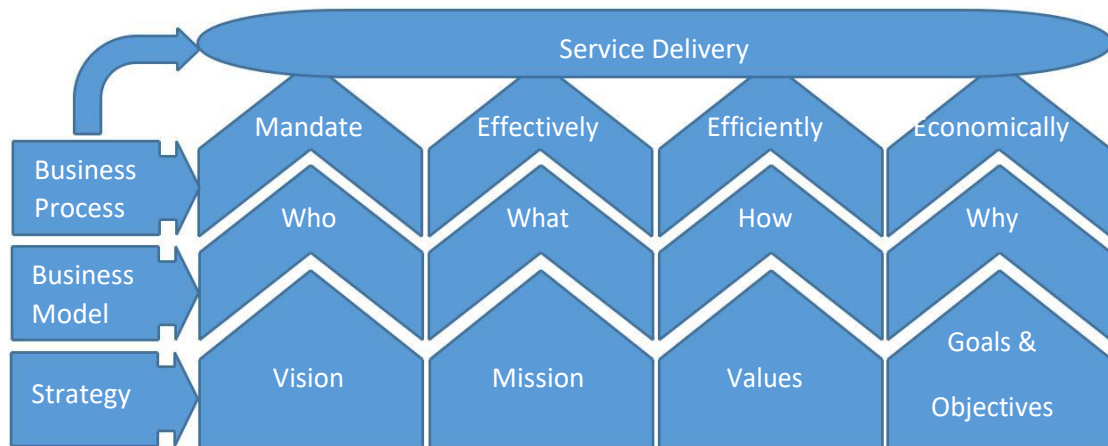 Service Delivery
Mandate
Effectively
Efficiently
Economically
Business
Process
Who
What
How
Why
Business
Model
Goals &
Objectives
Strategy
Vision
Mission
Values